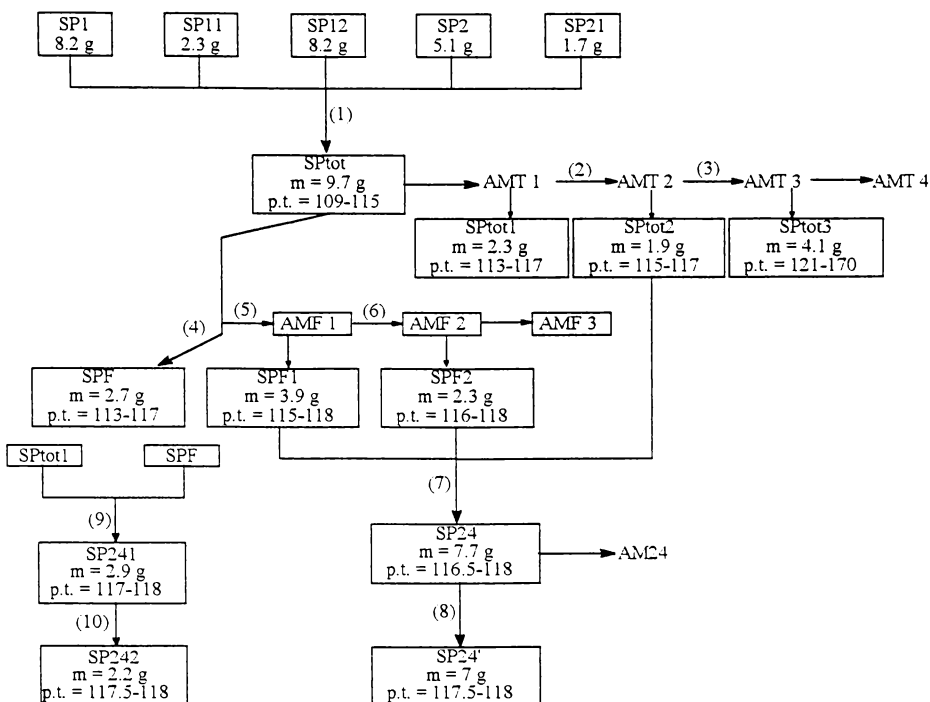 SP1
8.2 g
SP11
2.3 g
SP12
8.2 g
SP2
5.1 g
SP21
1.7 g
(1)
SPtot
m = 9.7 g
p.t. = 109-115
AMT 1
(2)
AMT 2
(3)
AMT 3
AMT 4
SPtot1
m = 2.3 g
p.t. = 113-117
SPtot2
m = 1.9 g
p.t. = 115-117
SPtot3
m = 4.1 g
p.t. = 121-170
(4)
(5)
AMF 1
(6)
AMF 2
AMF 3
SPF
m = 2.7 g
p.t. = 113-117
SPF1
m = 3.9 g
p.t. = 115-118
SPF2
m = 2.3 g
p.t. = 116-118
SPtot1
SPF
(7)
(9)
SP24
m = 7.7 g
p.t. = 116.5-118
AM24
SP241
m = 2.9 g
p.t. = 117-118
(8)
(10)
SP242
m = 2.2 g
p.t. = 117.5-118
SP24'
m = 7 g
p.t. = 117.5-118